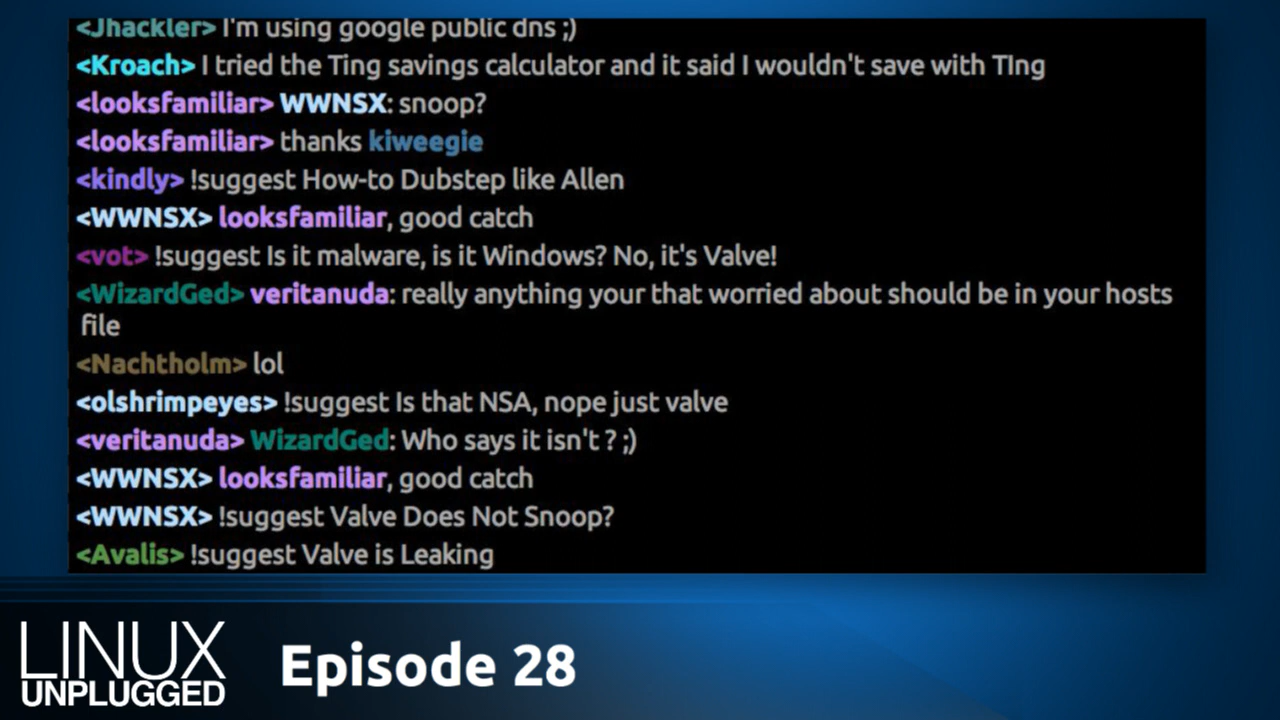 <Jhackler> I'm using google public dns ;)
<Kroach> I tried the Ting savings calculator and it said I wouldn't save with TIng
<looksfamiliar> WWNSX: snoop?
<looksfamiliar> thanks kiweegie
<kindly> !suggest How-to Dubstep like Allen
<WWNSX> looksfamiliar, good catch
<vot> !suggest Is it malware, is it Windows? No, it's Valve!
<WizardGed> veritanuda: really anything your that worried about should be in your hosts
file
<Nachtholm> lol
<olshrimpeyes> !suggest Is that NSA, nope just valve
<veritanuda> WizardGed: Who says it isn't ? ;)
<WWNSX> looksfamiliar, good catch
<WWNSX> !suggest Valve Does Not Snoop?
<Avalis> !suggest Valve is Leaking
LINUX
UNPLUGGED
Episode 28